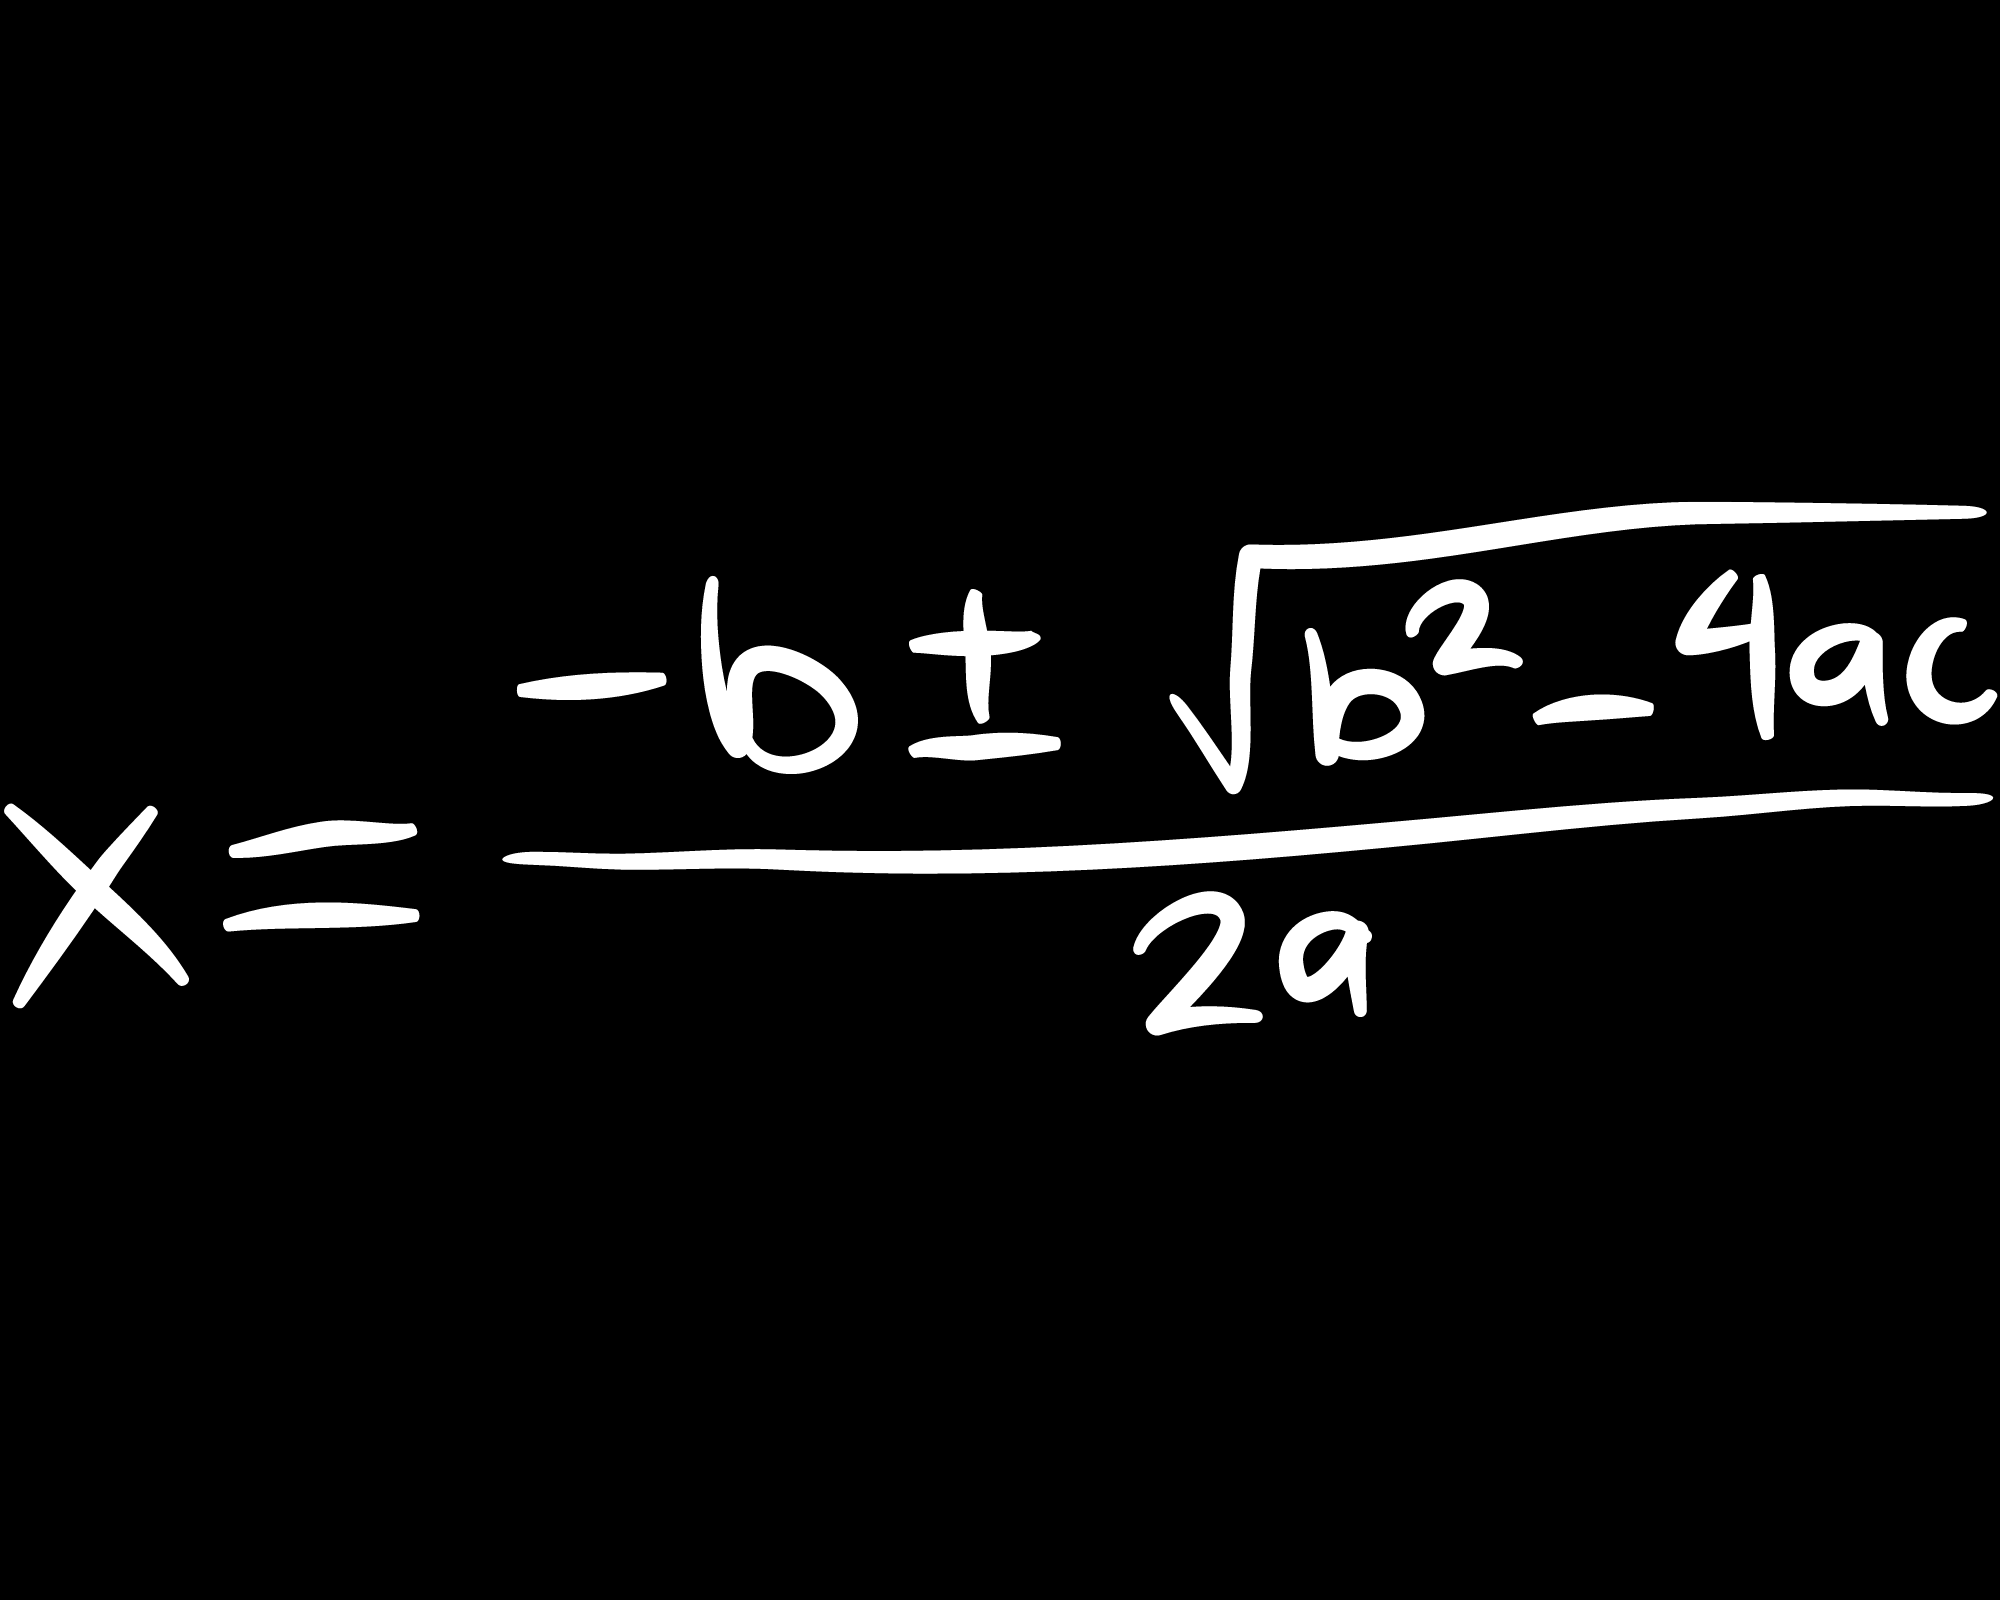 x = (-b ± √(b² - 4ac)) / 2a